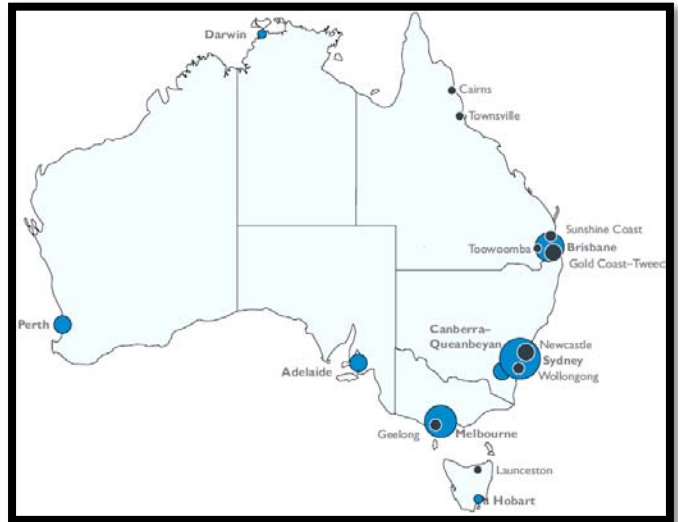 Darwin
Cairns
Townsville
Sunshine Coast
Toowoomba
Brisbane
Gold Coast–Tweed
Perth
Canberra–
Queanbeyan
Newcastle
Sydney
Wollongong
Adelaide
Geelong
Melbourne
Launceston
Hobart